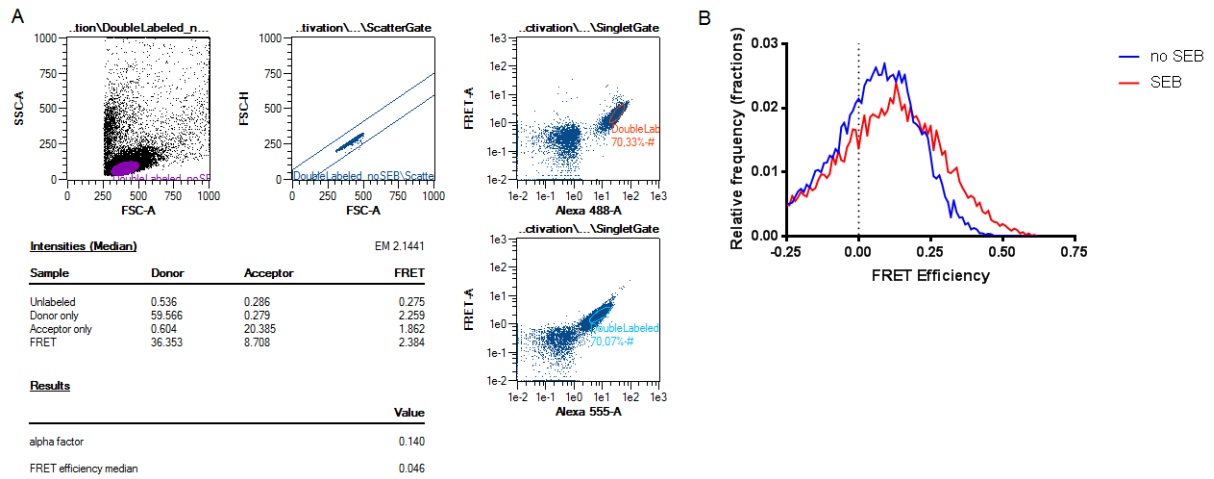 A
..tion\DoubleLabeled_n...
1000
750
500
250
0
SSC-A
0 250 500 750 1000
FSC-A
DoubleLabeled_noSE
..tivation\...\ScatterGate
1000
750
500
250
0
FSC-H
0 250 500 750 1000
FSC-A
DoubleLabeled_noSEB\Scatte
..ctivation\...\SingletGate
1e3
1e2
1e1
1e0
1e-1
1e-2
FRET-A
1e-2 1e-1 1e0 1e1 1e2 1e3
Alexa 488-A
DoubleLab
70,33%-#
Intensities (Median) EM 2.1441
Sample Donor Acceptor FRET
Unlabeled 0.536 0.286 0.275
Donor only 59.566 0.279 2.259
Acceptor only 0.604 20.385 1.862
FRET 36.353 8.708 2.384
Results
Value
alpha factor 0.140
FRET efficiency median 0.046
..ctivation\...\SingletGate
1e3
1e2
1e1
1e0
1e-1
1e-2
FRET-A
1e-2 1e-1 1e0 1e1 1e2 1e3
Alexa 555-A
DoubleLabeled
70,07%-#
B
Relative frequency (fractions)
0.03
0.02
0.01
0.00
-0.25 0.00 0.25 0.50 0.75
FRET Efficiency
no SEB
SEB